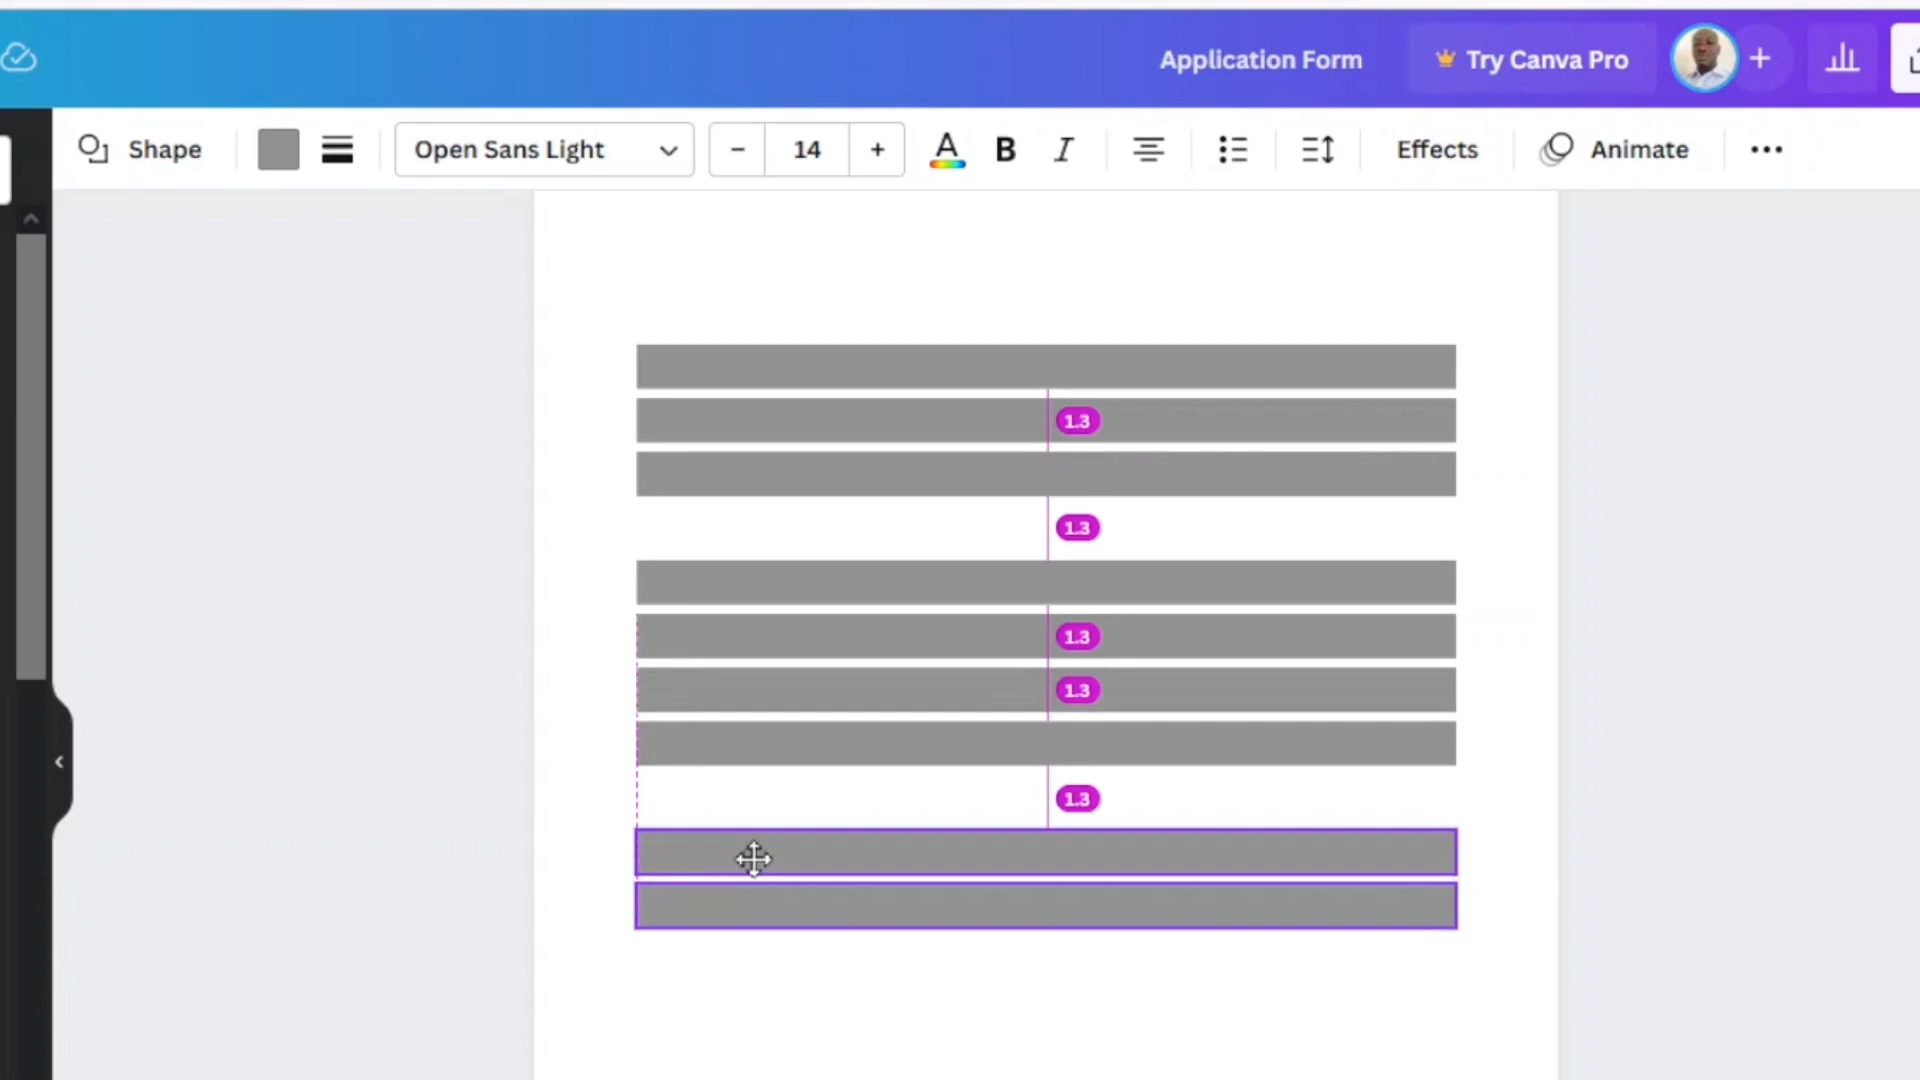 Application Form
Try Canva Pro
Shape
Open Sans Light
14
A
B
I
Effects
Animate
1.3
1.3
1.3
1.3
1.3